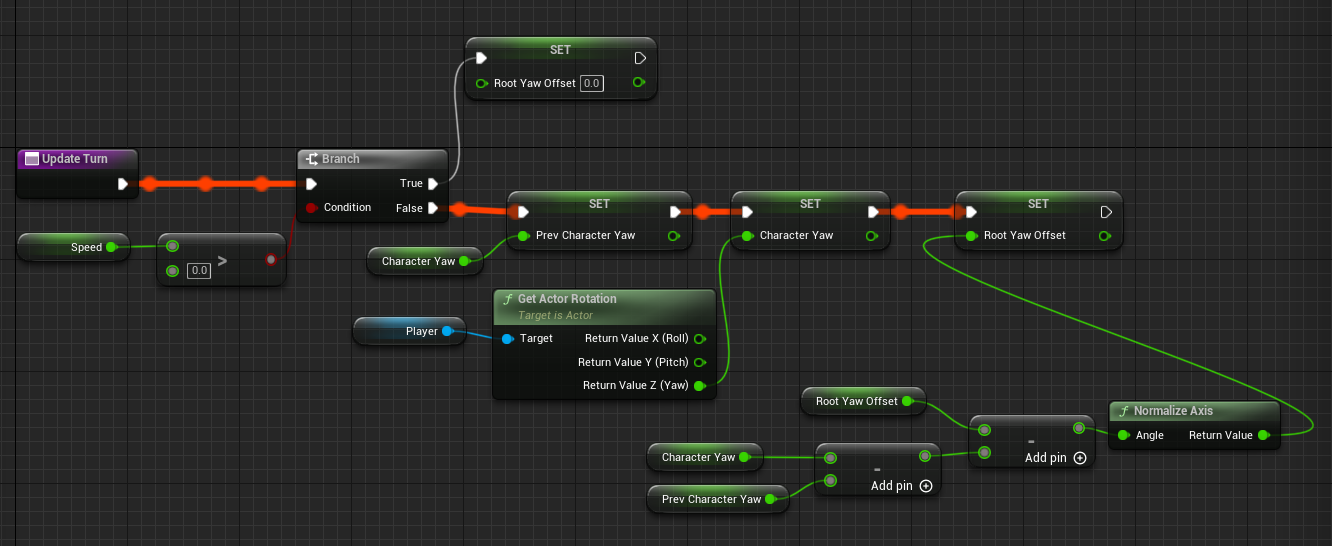 SET
Root Yaw Offset 0.0
Update Turn
Branch
True
Condition
False
Speed
0.0
>
SET
Prev Character Yaw
SET
Character Yaw
SET
Root Yaw Offset
Character Yaw
f Get Actor Rotation
Target is Actor
Player
Target
Return Value X (Roll)
Return Value Y (Pitch)
Return Value Z (Yaw)
Root Yaw Offset
-
Add pin
f Normalize Axis
Angle
Return Value
Character Yaw
Prev Character Yaw
-
Add pin